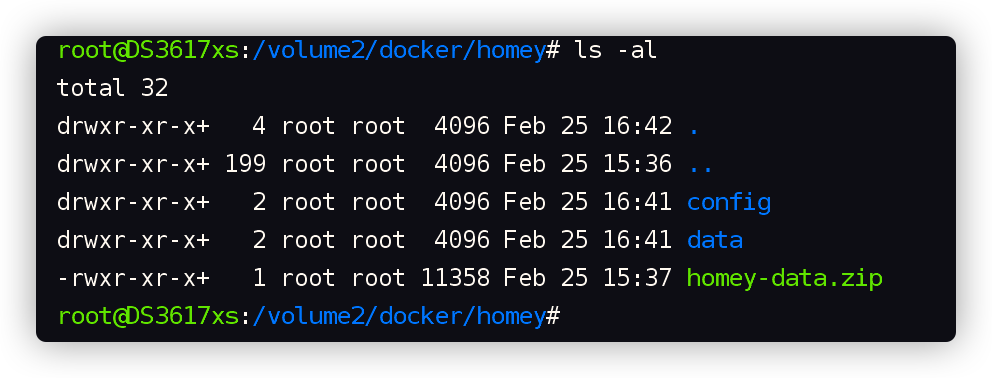 root@DS3617xs:/volume2/docker/homey# ls -al
total 32
drwxr-xr-x+   4 root root  4096 Feb 25 16:42 .
drwxr-xr-x+ 199 root root  4096 Feb 25 15:36 ..
drwxr-xr-x+   2 root root  4096 Feb 25 16:41 config
drwxr-xr-x+   2 root root  4096 Feb 25 16:41 data
-rwxr-xr-x+   1 root root 11358 Feb 25 15:37 homey-data.zip
root@DS3617xs:/volume2/docker/homey#